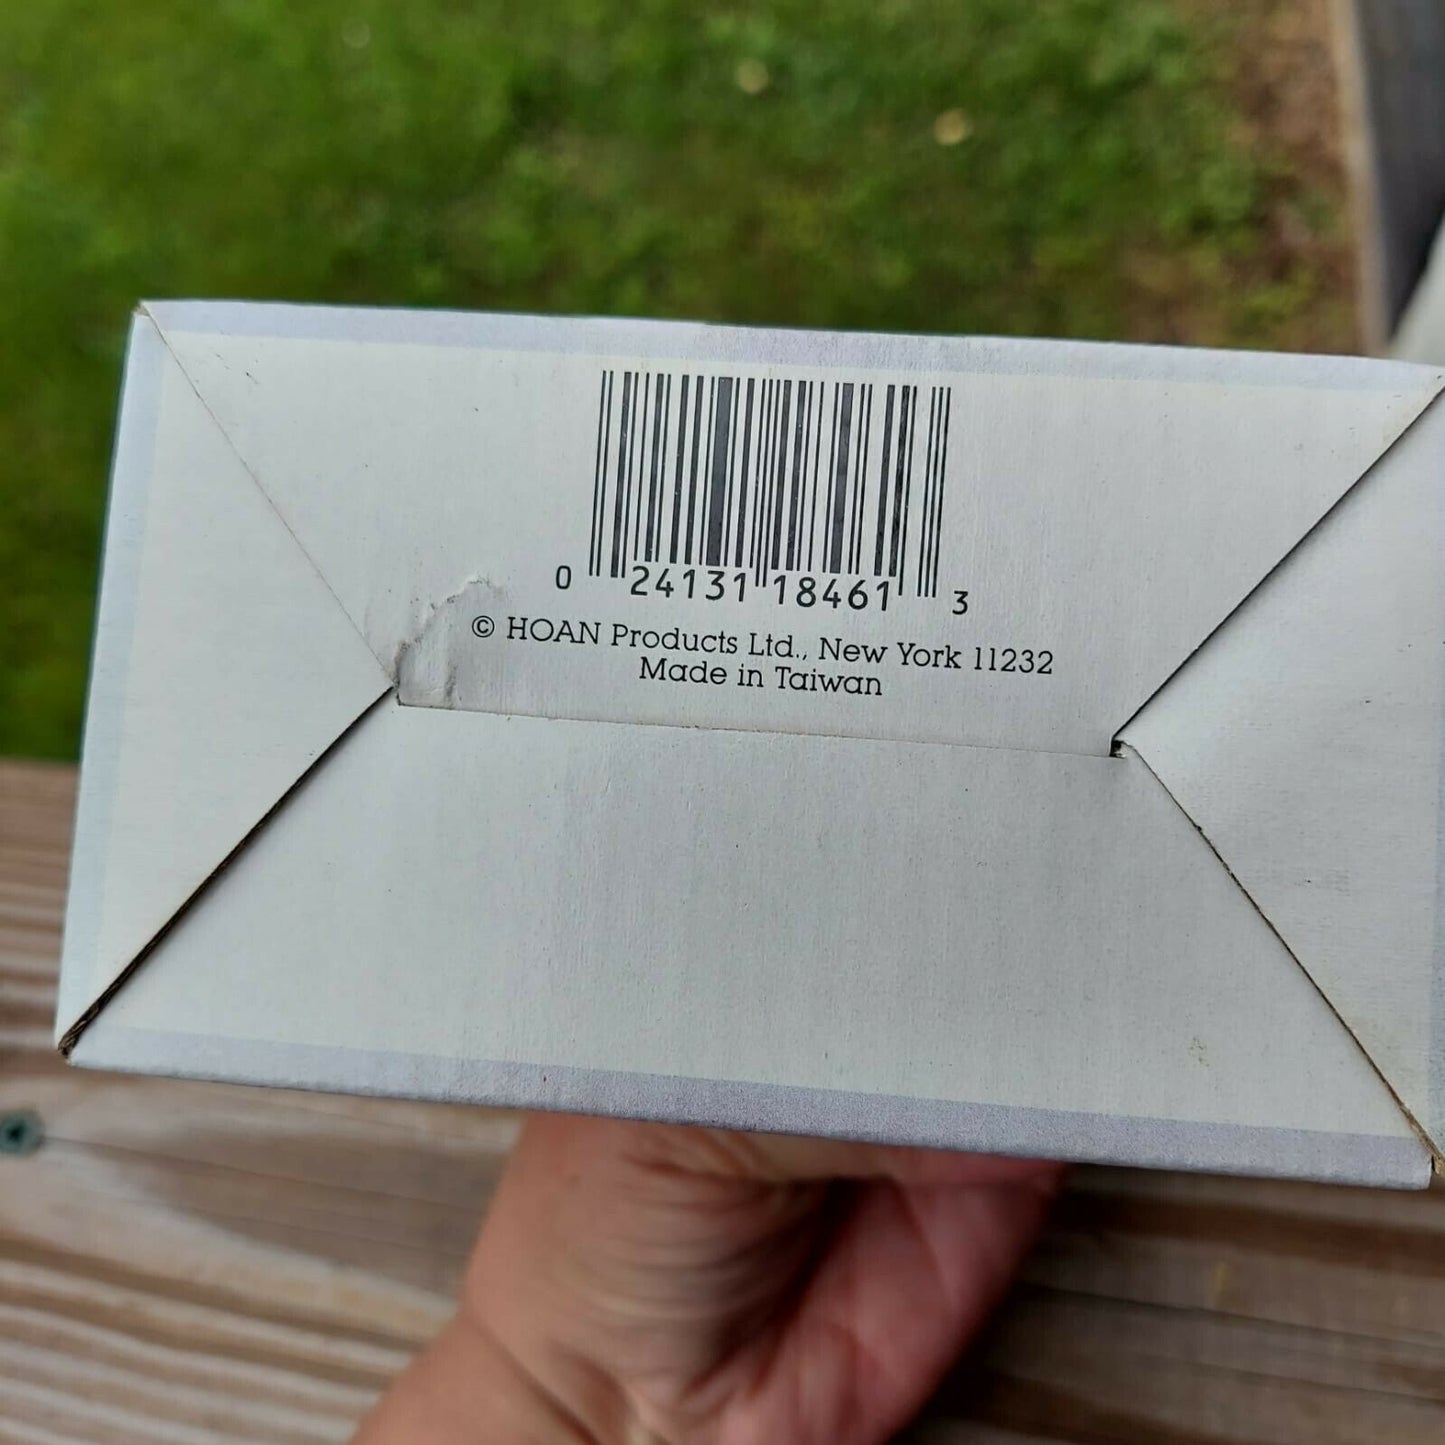 0 24131 18461 3
© HOAN Products Ltd., New York 11232
Made in Taiwan